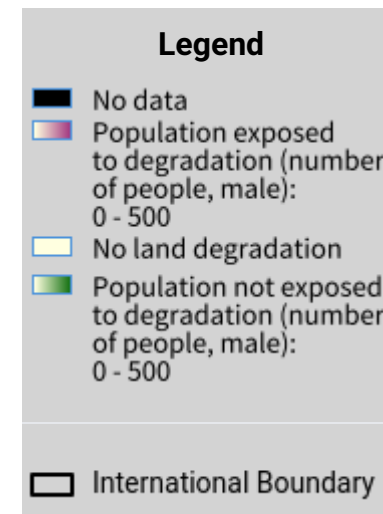 Legend
No data
Population exposed
to degradation (number
of people, male):
0 - 500
No land degradation
Population not exposed
to degradation (number
of people, male):
0 - 500
International Boundary